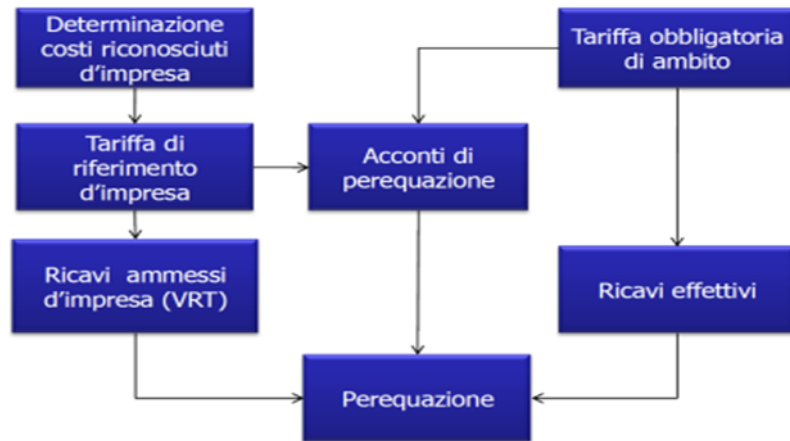 Determinazione
costi riconosciuti
d'impresa
Tariffa obbligatoria
di ambito
Tariffa di
riferimento
d'impresa
Acconti di
perequazione
Ricavi ammessi
d'impresa (VRT)
Ricavi effettivi
Perequazione